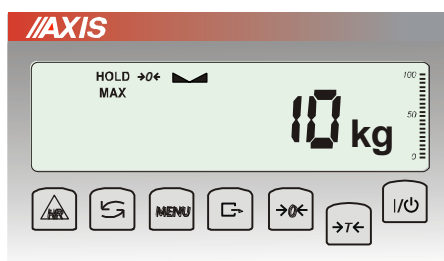 //AXIS
HOLD →0← 
MAX
10 kg
100
50
0
HR
MENU
→0←
→T←
I/⏻